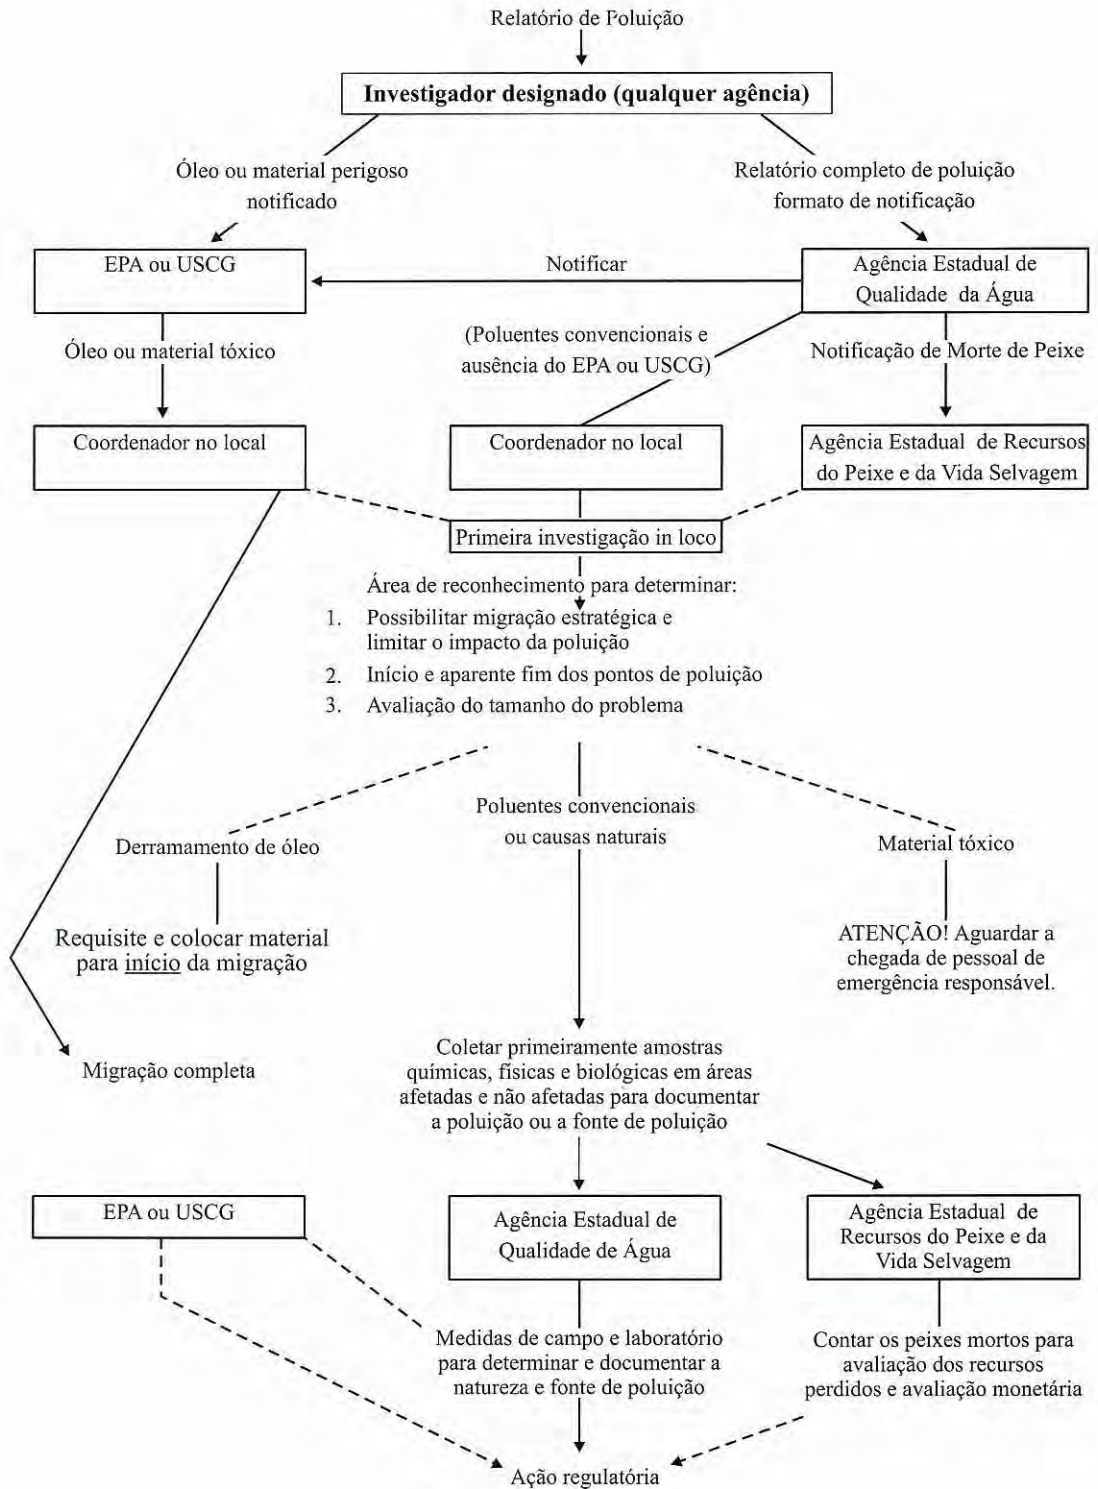 Relatório de Poluição
Investigador designado (qualquer agência)
Óleo ou material perigoso
notificado
Relatório completo de poluição
formato de notificação
EPA ou USCG
Notificar
Agência Estadual de
Qualidade da Água
Óleo ou material tóxico
(Poluentes convencionais e
ausência do EPA ou USCG)
Notificação de Morte de Peixe
Coordenador no local
Coordenador no local
Agência Estadual de Recursos
do Peixe e da Vida Selvagem
Primeira investigação in loco
Área de reconhecimento para determinar:
1. Possibilitar migração estratégica e
limitar o impacto da poluição
2. Início e aparente fim dos pontos de poluição
3. Avaliação do tamanho do problema
Derramamento de óleo
Poluentes convencionais
ou causas naturais
Material tóxico
Requisite e colocar material
para início da migração
ATENÇÃO! Aguardar a
chegada de pessoal de
emergência responsável.
Migração completa
Coletar primeiramente amostras
químicas, físicas e biológicas em áreas
afetadas e não afetadas para documentar
a poluição ou a fonte de poluição
EPA ou USCG
Agência Estadual de
Qualidade de Água
Agência Estadual de
Recursos do Peixe e da
Vida Selvagem
Medidas de campo e laboratório
para determinar e documentar a
natureza e fonte de poluição
Contar os peixes mortos para
avaliação dos recursos
perdidos e avaliação monetária
Ação regulatória